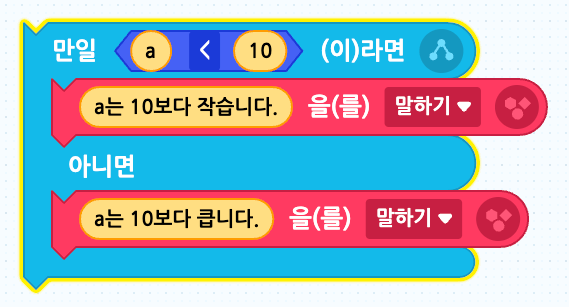 만일 a < 10 (이)라면
a는 10보다 작습니다. 을(를) 말하기
아니면
a는 10보다 큽니다. 을(를) 말하기